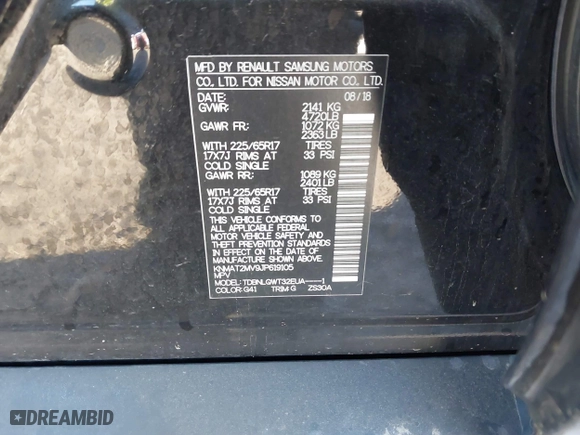 MFD BY RENAULT SAMSUNG MOTORS
CO., LTD. FOR NISSAN MOTOR CO., LTD.
DATE: 08/18
GVWR: 2141 KG
4720LB
GAWR FR: 1072 KG
2363LB
WITH 225/65R17 TIRES
17X7J RIMS AT 33 PSI
COLD SINGLE
GAWR RR: 1089 KG
2401LB
WITH 225/65R17 TIRES
17X7J RIMS AT 33 PSI
COLD SINGLE
THIS VEHICLE CONFORMS TO
ALL APPLICABLE FEDERAL
MOTOR VEHICLE SAFETY AND
THEFT PREVENTION STANDARDS
IN EFFECT ON THE DATE OF
MANUFACTURE SHOWN ABOVE.
KNMAT2MV9JP619105
MPV
MODEL: TDBNLGWT32EUA-----1
COLOR: G41 TRIM: G ZS30A
DREAMBID